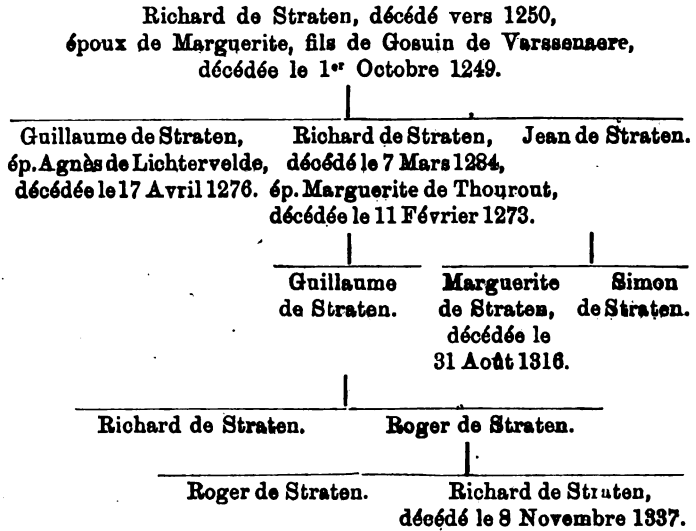 Richard de Straten, décédé vers 1250,
époux de Marguerite, fils de Gosuin de Varssenaere,
décédée le 1er Octobre 1249.
Guillaume de Straten,
ép. Agnès de Lichtervelde,
décédée le 17 Avril 1276.
Richard de Straten,
décédé le 7 Mars 1284,
ép. Marguerite de Thourout,
décédée le 11 Février 1273.
Jean de Straten.
Guillaume
de Straten.
Marguerite
de Straten,
décédée le
31 Août 1316.
Simon
de Straten.
Richard de Straten.
Roger de Straten.
Roger de Straten.
Richard de Straten,
décédé le 8 Novembre 1337.